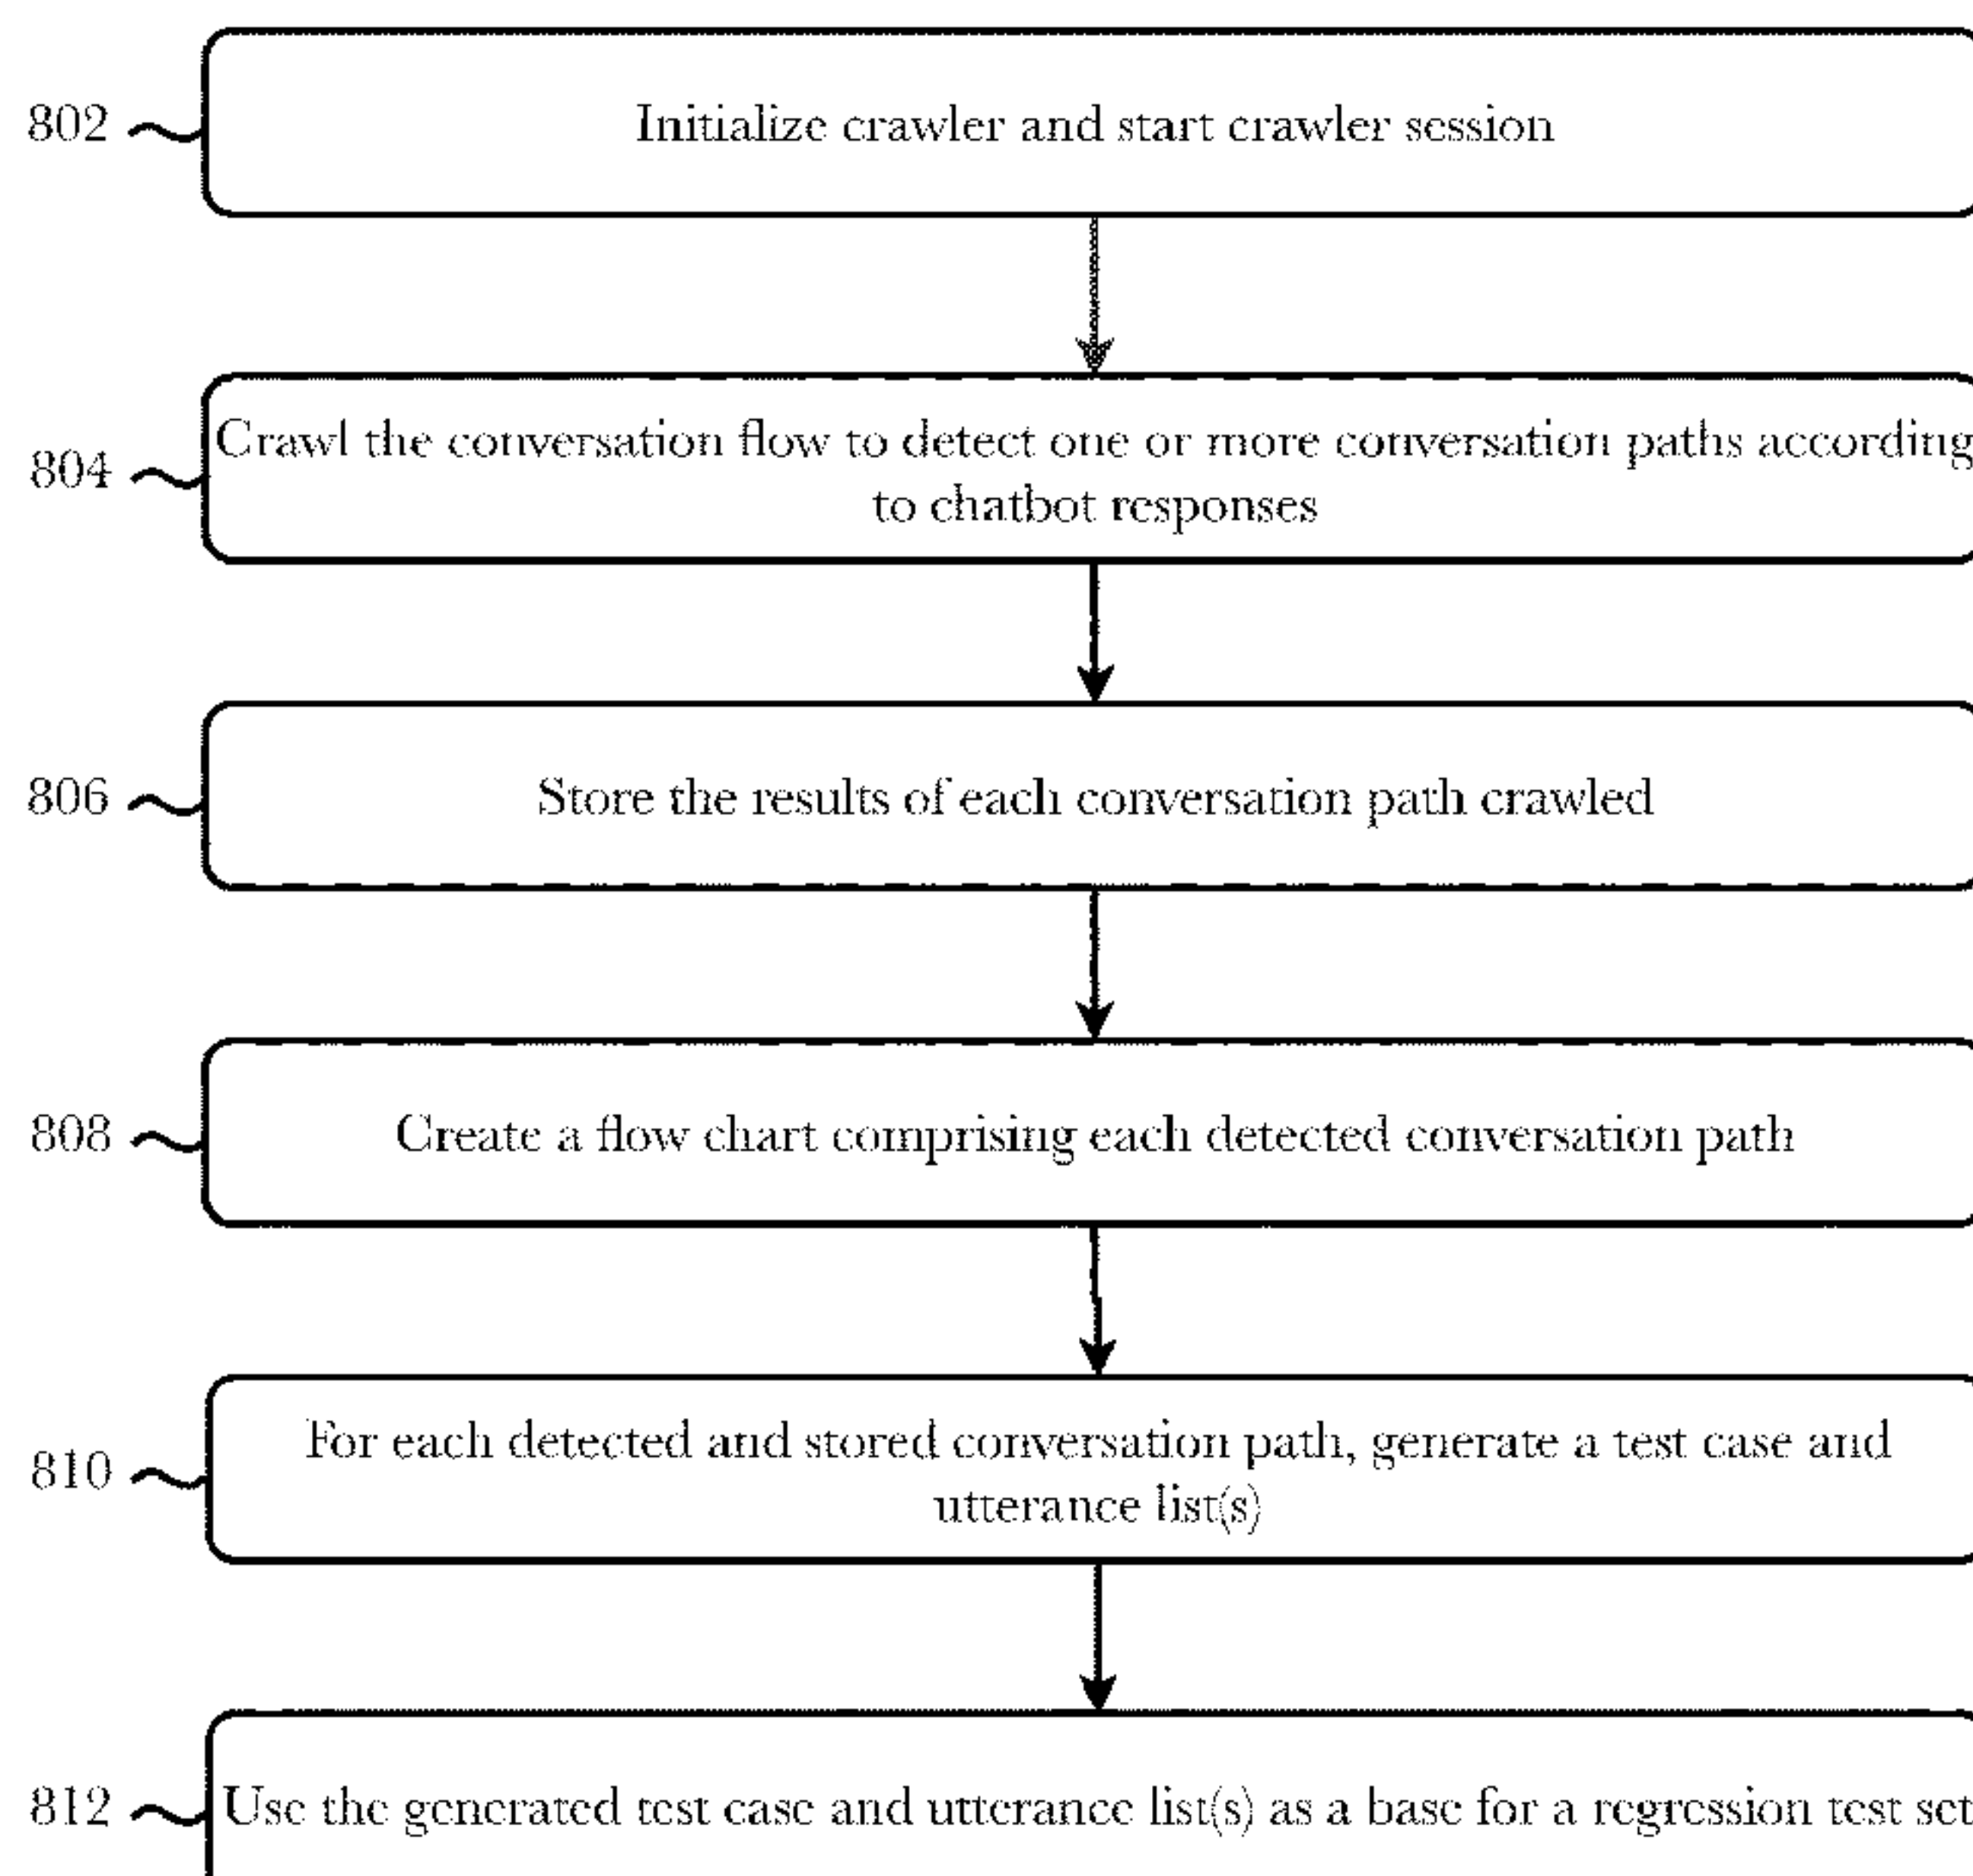 802
Initialize crawler and start crawler session
804
Crawl the conversation flow to detect one or more conversation paths according
to chatbot responses
806
Store the results of each conversation path crawled
808
Create a flow chart comprising each detected conversation path
810
For each detected and stored conversation path, generate a test case and
utterance list(s)
812
Use the generated test case and utterance list(s) as a base for a regression test set